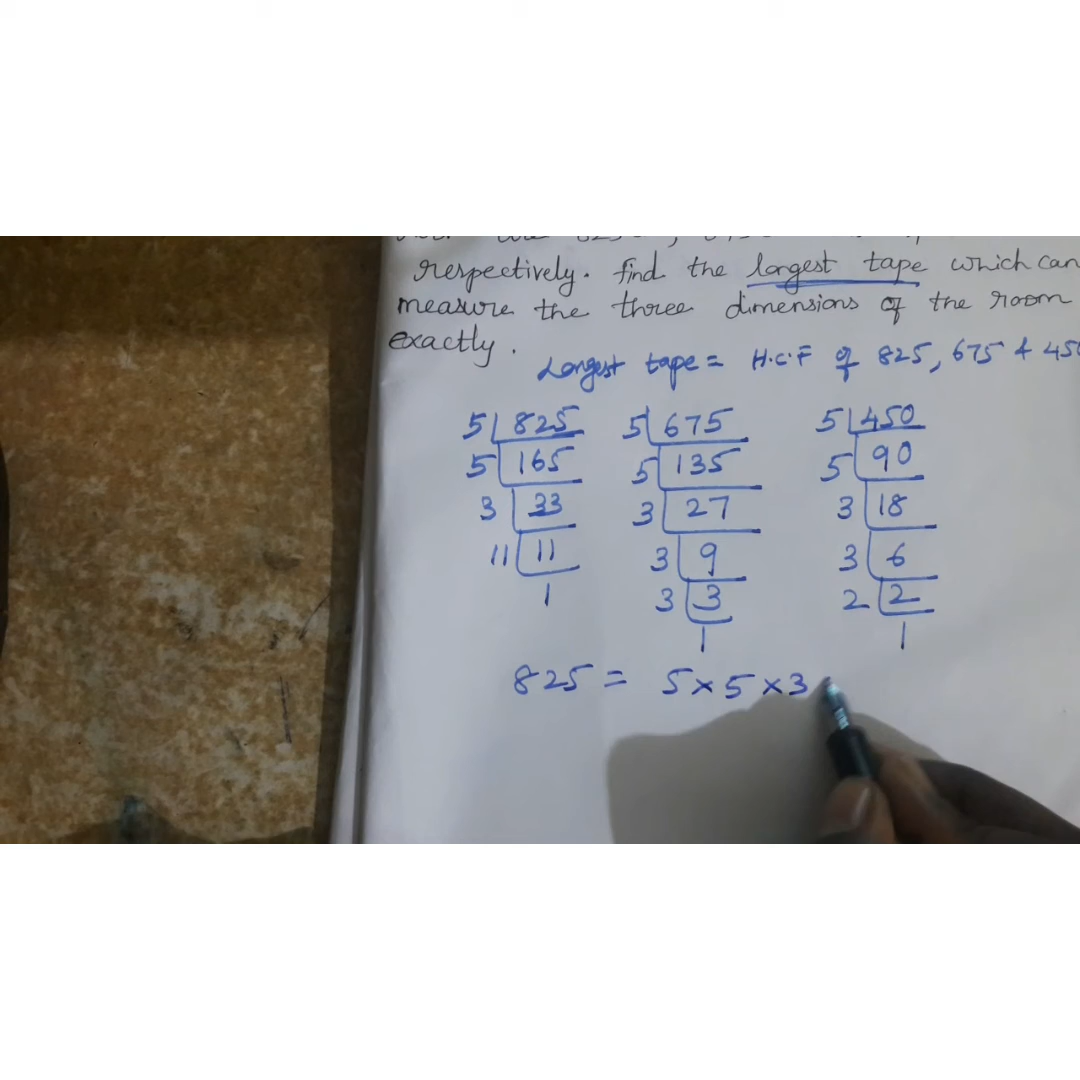 respectively. find the largest tape which can
measure the three dimensions of the room
exactly.
Longest tape = H.C.F of 825, 675 & 450
5 825 5 675 5 450
5 165 5 135 5 90
3 33 3 27 3 18
11 11 3 9 3 6
1 3 3 2 2
1 1
825 = 5 × 5 × 3